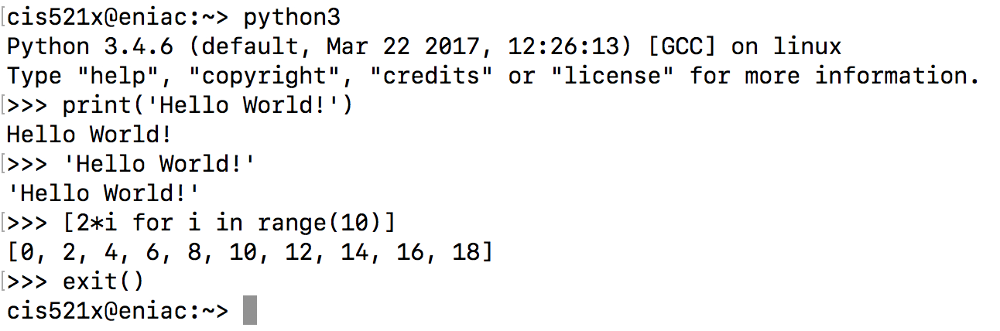 [cis521x@eniac:~> python3
Python 3.4.6 (default, Mar 22 2017, 12:26:13) [GCC] on linux
Type "help", "copyright", "credits" or "license" for more information.
[>>> print('Hello World!')
Hello World!
[>>> 'Hello World!'
'Hello World!'
[>>> [2*i for i in range(10)]
[0, 2, 4, 6, 8, 10, 12, 14, 16, 18]
[>>> exit()
cis521x@eniac:~>